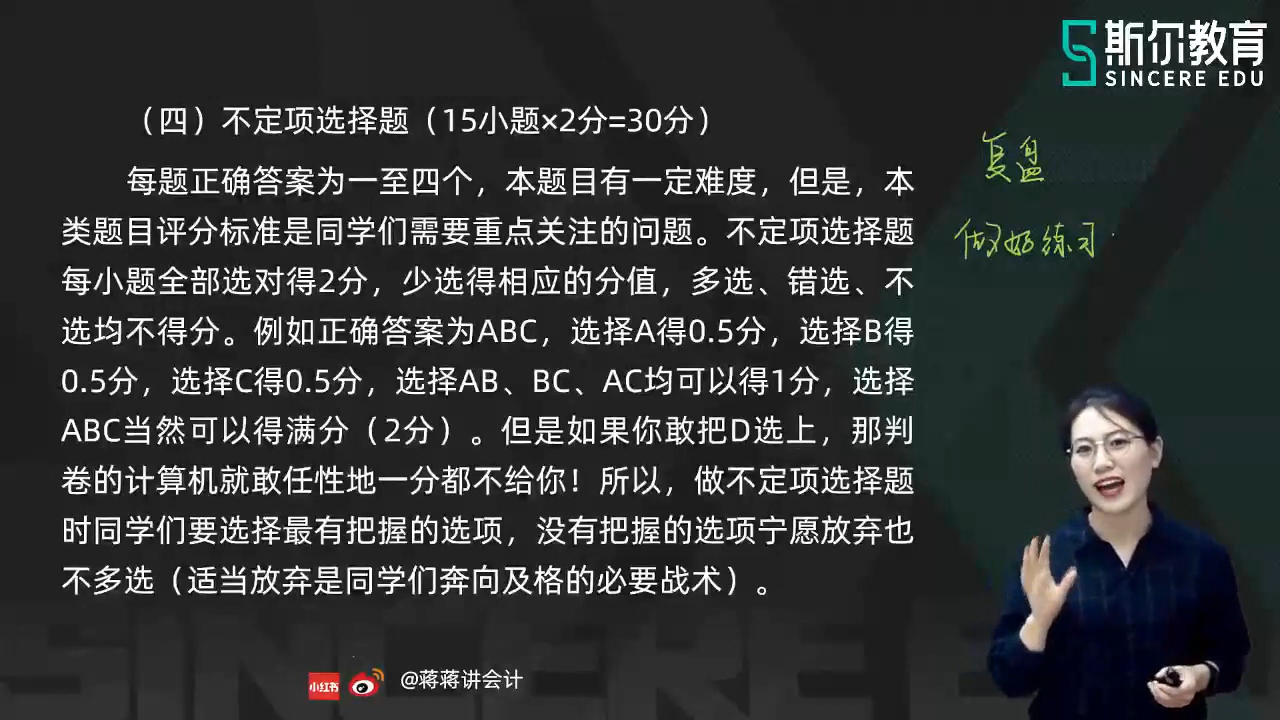 斯尔教育
SINCERE EDU
（四）不定项选择题（15小题×2分=30分）
每题正确答案为一至四个，本题目有一定难度，但是，本
类题目评分标准是同学们需要重点关注的问题。不定项选择题
每小题全部选对得2分，少选得相应的分值，多选、错选、不
选均不得分。例如正确答案为ABC，选择A得0.5分，选择B得
0.5分，选择C得0.5分，选择AB、BC、AC均可以得1分，选择
ABC当然可以得满分（2分）。但是如果你敢把D选上，那判
卷的计算机就敢任性地一分都不给你！所以，做不定项选择题
时同学们要选择最有把握的选项，没有把握的选项宁愿放弃也
不多选（适当放弃是同学们奔向及格的必要战术）。
复盘
做好练习
SINCERE E
小红书
@蒋蒋讲会计